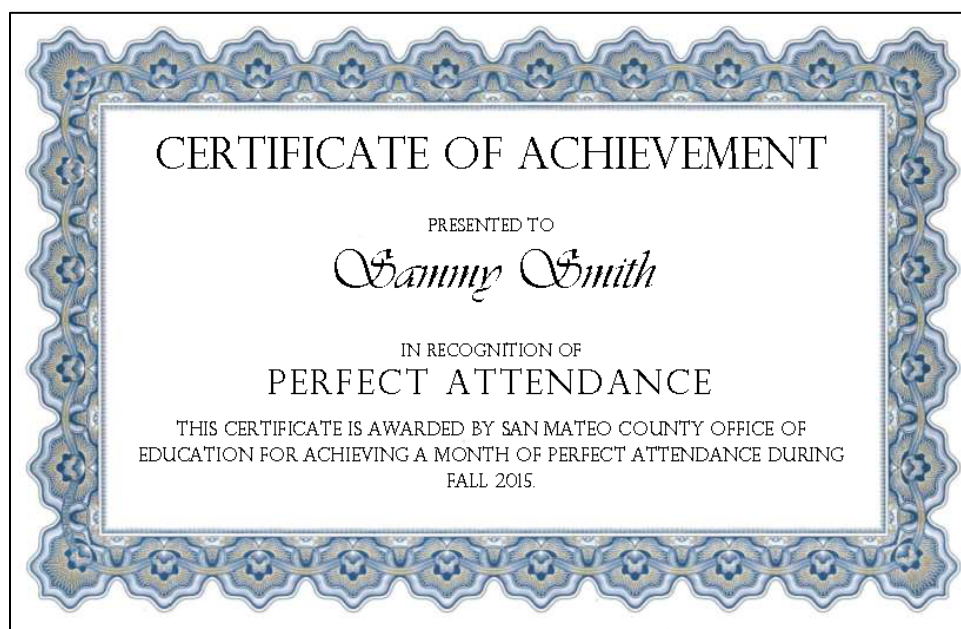 CERTIFICATE OF ACHIEVEMENT
PRESENTED TO
Sammy Smith
IN RECOGNITION OF
PERFECT ATTENDANCE
THIS CERTIFICATE IS AWARDED BY SAN MATEO COUNTY OFFICE OF
EDUCATION FOR ACHIEVING A MONTH OF PERFECT ATTENDANCE DURING
FALL 2015.